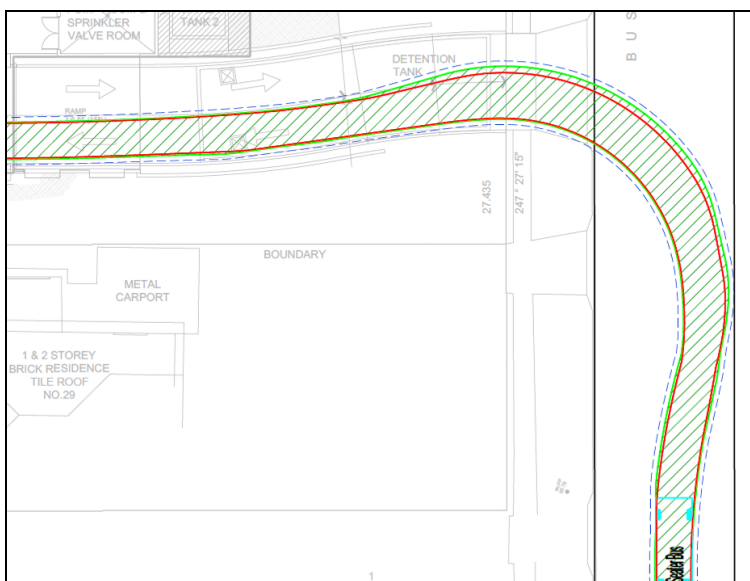 SPRINKLER
VALVE ROOM
TANK 2
BUS
DETENTION
TANK
RAMP
27.435
247 ° 27' 15"
BOUNDARY
METAL
CARPORT
1 & 2 STOREY
BRICK RESIDENCE
TILE ROOF
NO.29
Seater Bus
1